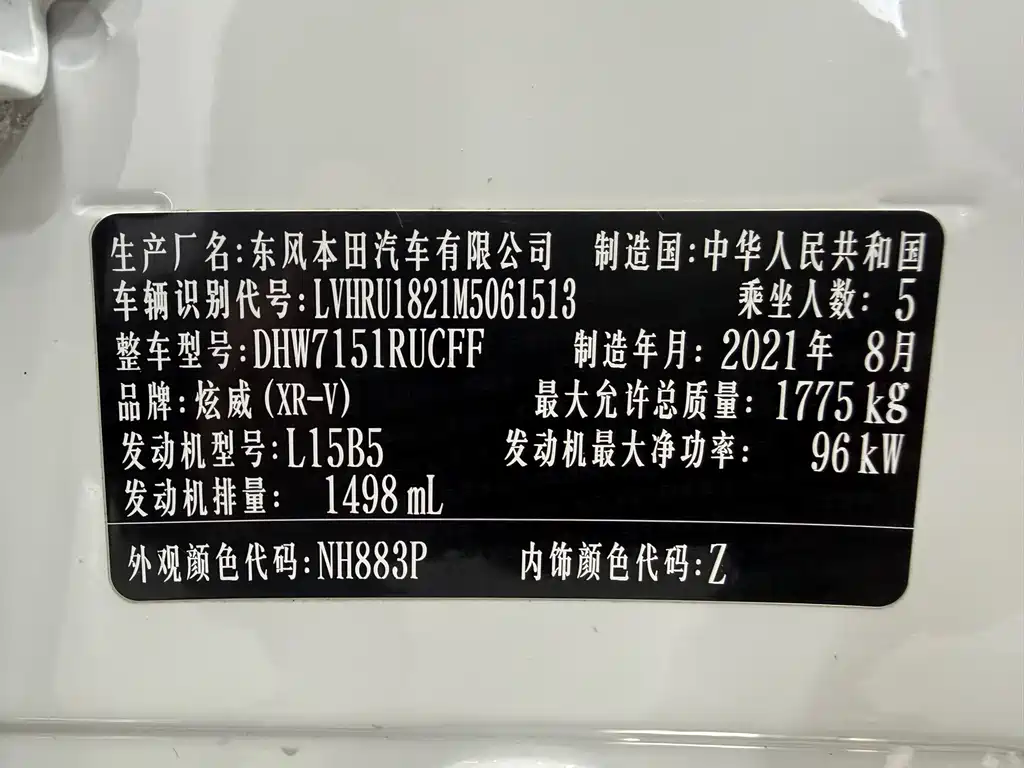 生产厂名:东风本田汽车有限公司 制造国:中华人民共和国
车辆识别代号:LVHRU1821M5061513 乘坐人数: 5
整车型号:DHW7151RUCFF 制造年月: 2021年 8月
品牌:炫威(XR-V) 最大允许总质量: 1775kg
发动机型号:L15B5 发动机最大净功率: 96kW
发动机排量: 1498mL
外观颜色代码:NH883P 内饰颜色代码:Z